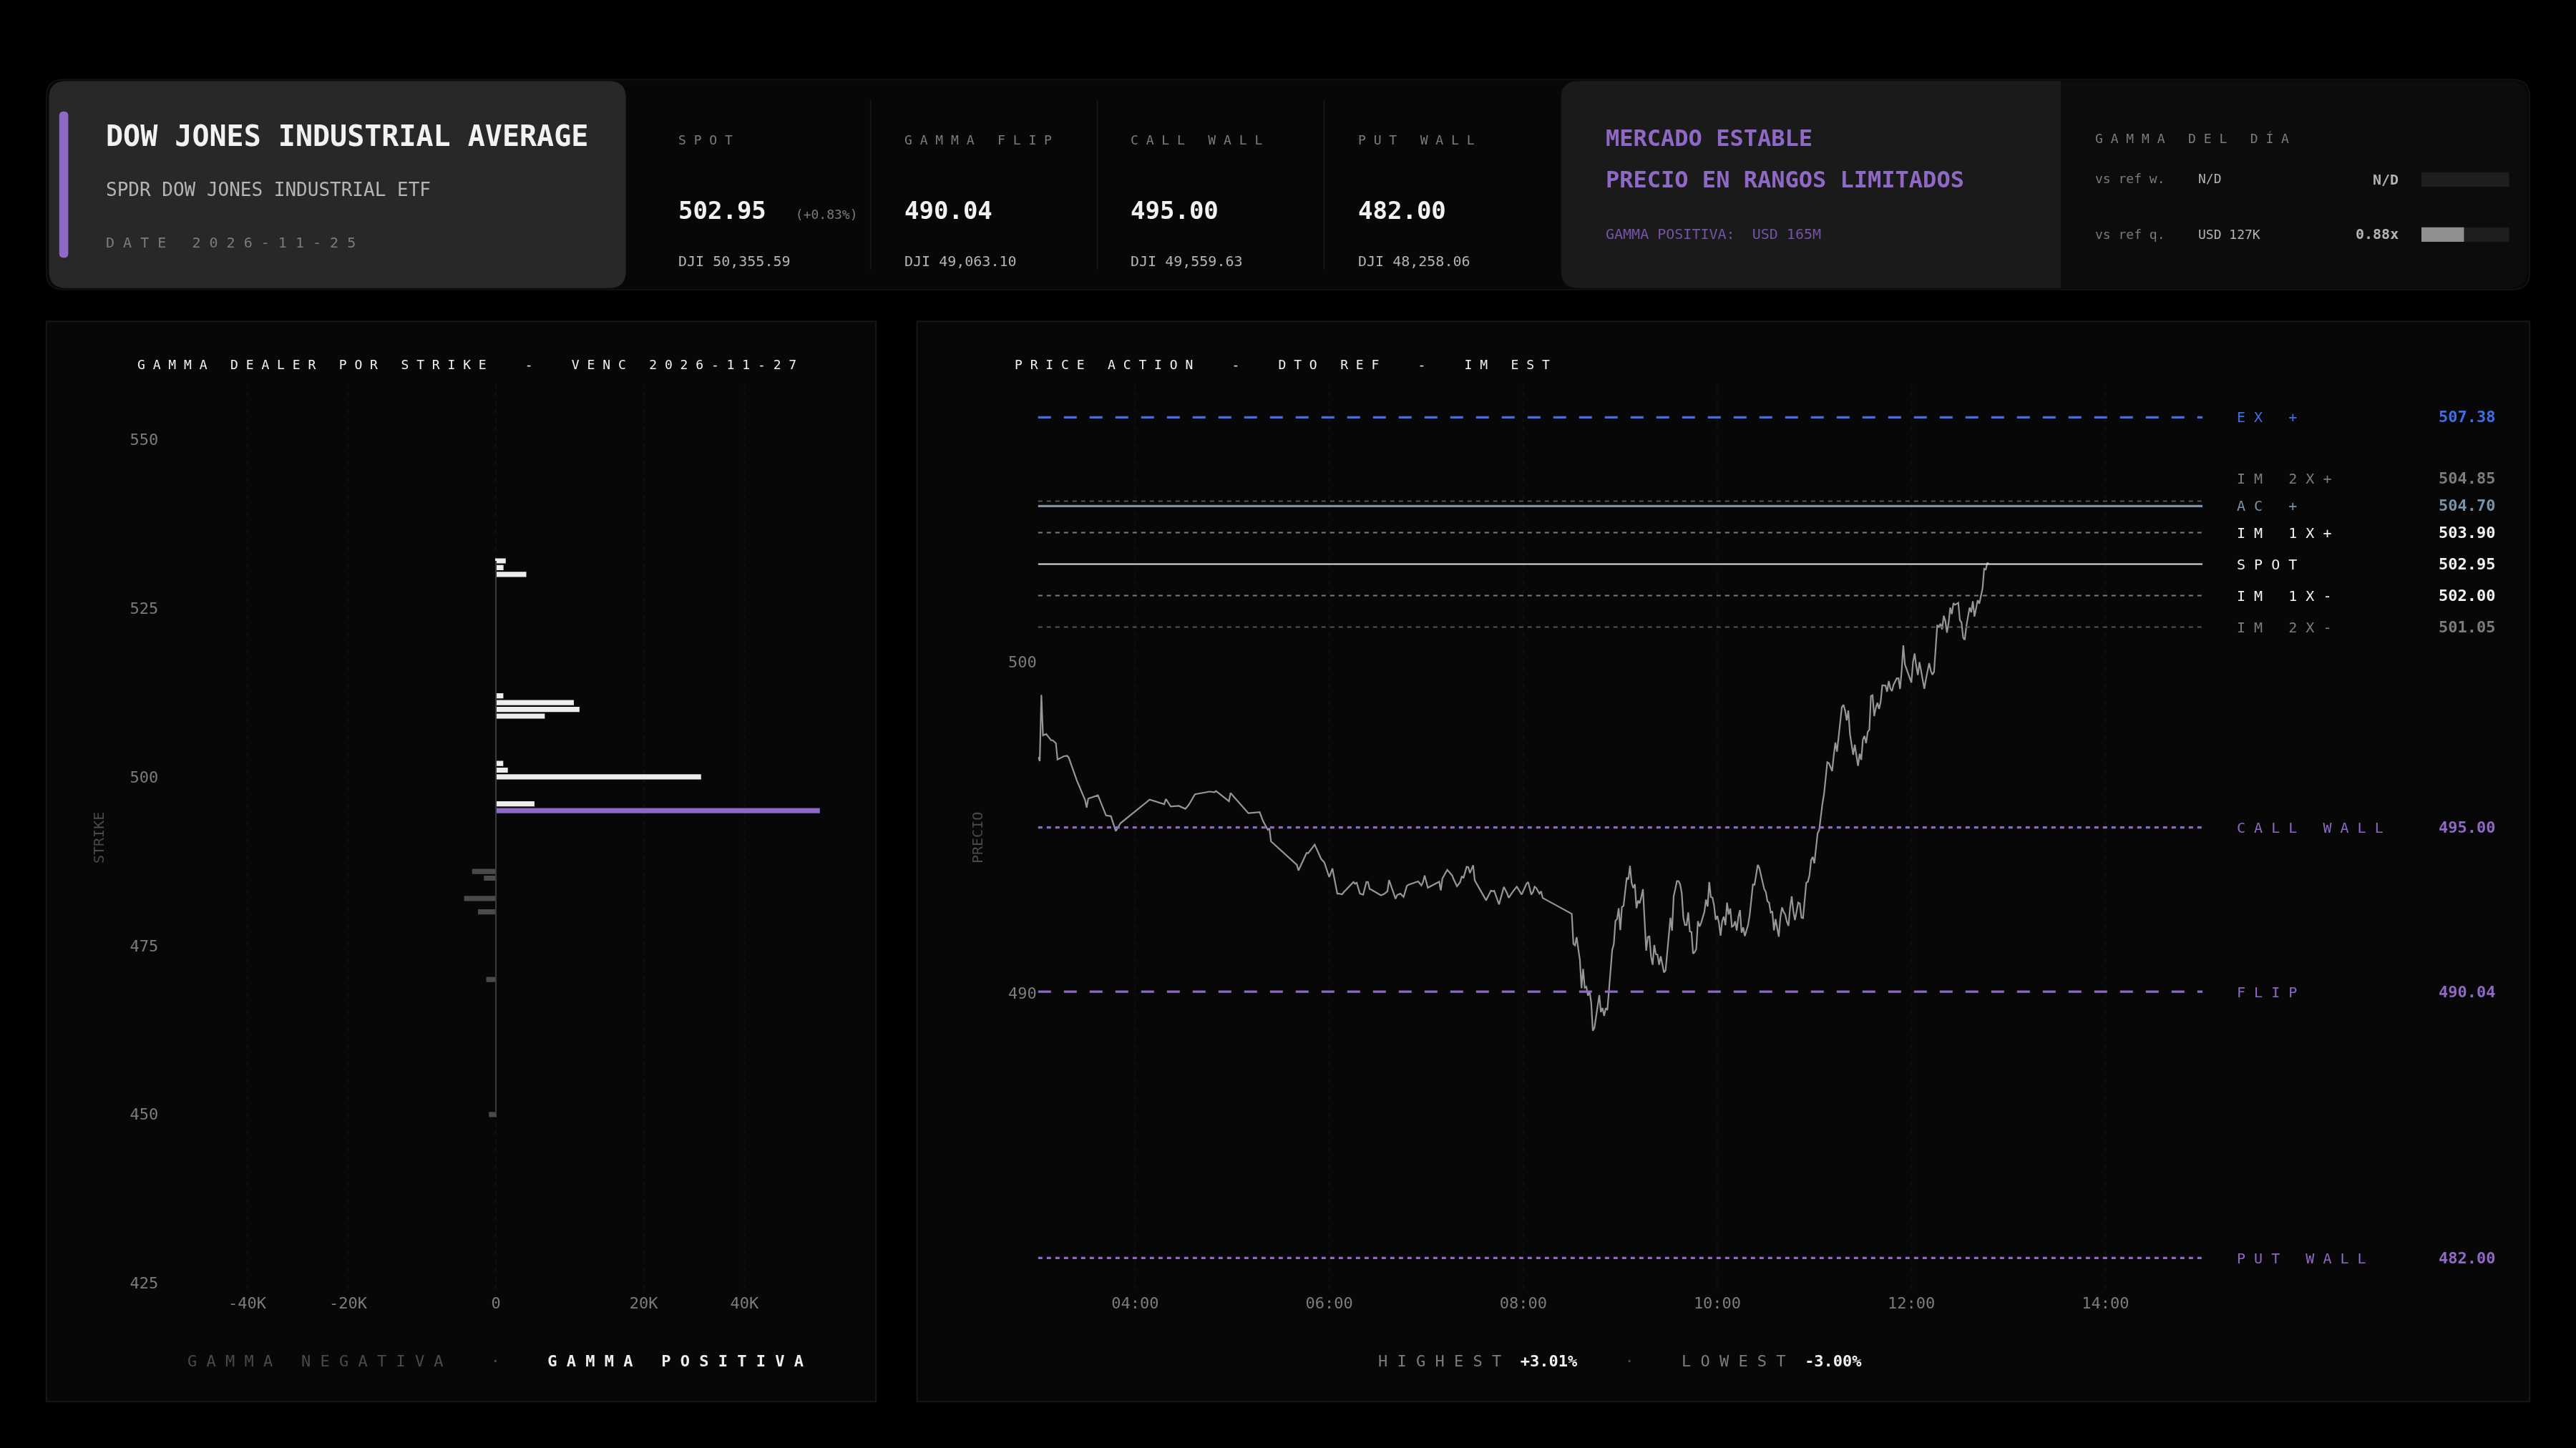 DOW JONES INDUSTRIAL AVERAGE
SPDR DOW JONES INDUSTRIAL ETF
DATE 2026-11-25
SPOT
502.95 (+0.83%)
DJI 50,355.59
GAMMA FLIP
490.04
DJI 49,063.10
CALL WALL
495.00
DJI 49,559.63
PUT WALL
482.00
DJI 48,258.06
MERCADO ESTABLE
PRECIO EN RANGOS LIMITADOS
GAMMA POSITIVA: USD 165M
GAMMA DEL DÍA
vs ref w. N/D N/D
vs ref q. USD 127K 0.88x
GAMMA DEALER POR STRIKE - VENC 2026-11-27
550
525
500
475
450
425
STRIKE
-40K -20K 0 20K 40K
GAMMA NEGATIVA · GAMMA POSITIVA
PRICE ACTION - DTO REF - IM EST
EX + 507.38
IM 2X+ 504.85
AC + 504.70
IM 1X+ 503.90
SPOT 502.95
IM 1X- 502.00
IM 2X- 501.05
500
CALL WALL 495.00
PRECIO
490
FLIP 490.04
PUT WALL 482.00
04:00 06:00 08:00 10:00 12:00 14:00
HIGHEST +3.01% · LOWEST -3.00%